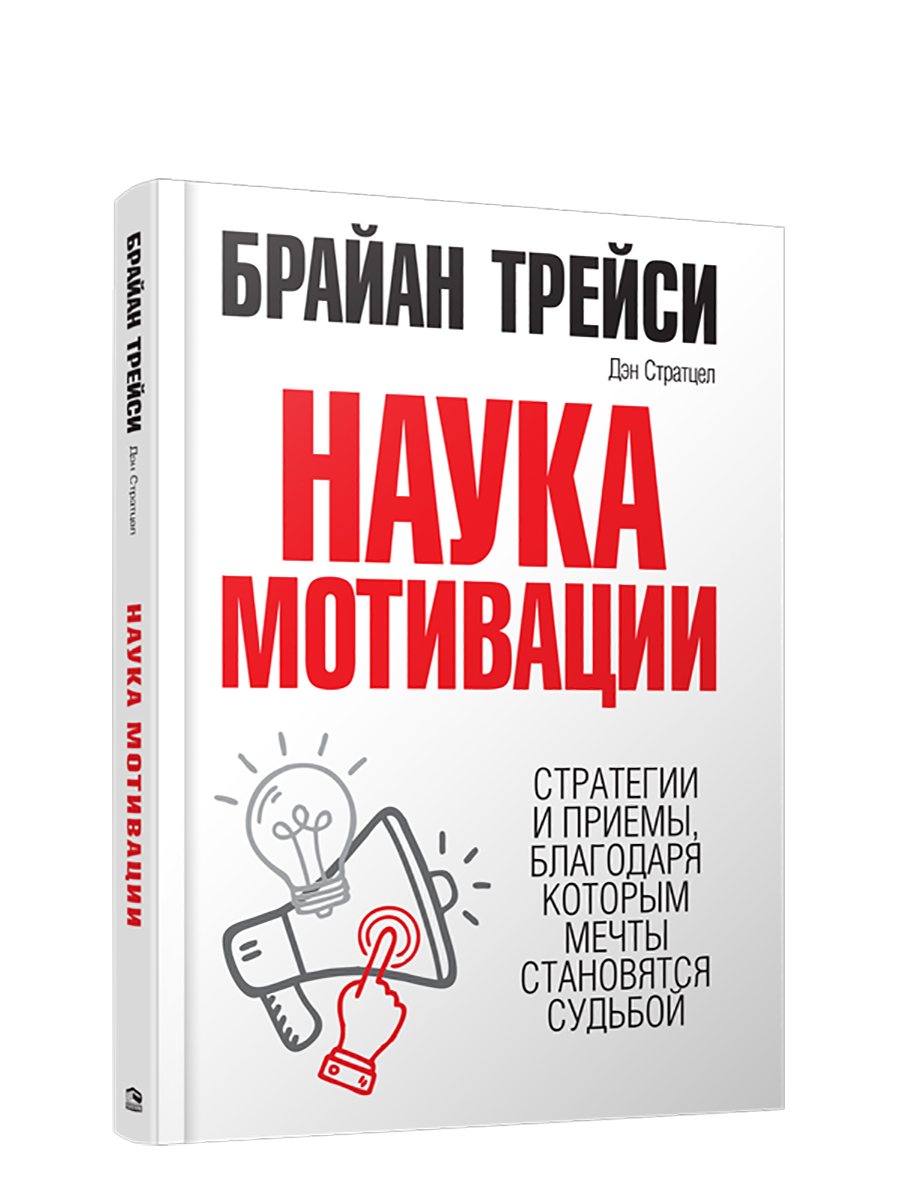 БРАЙАН ТРЕЙСИ
Дэн Стратцел
НАУКА
МОТИВАЦИИ
СТРАТЕГИИ
И ПРИЕМЫ,
БЛАГОДАРЯ
КОТОРЫМ
МЕЧТЫ
СТАНОВЯТСЯ
СУДЬБОЙ
БРАЙАН ТРЕЙСИ Дэн Стратцел НАУКА МОТИВАЦИИ